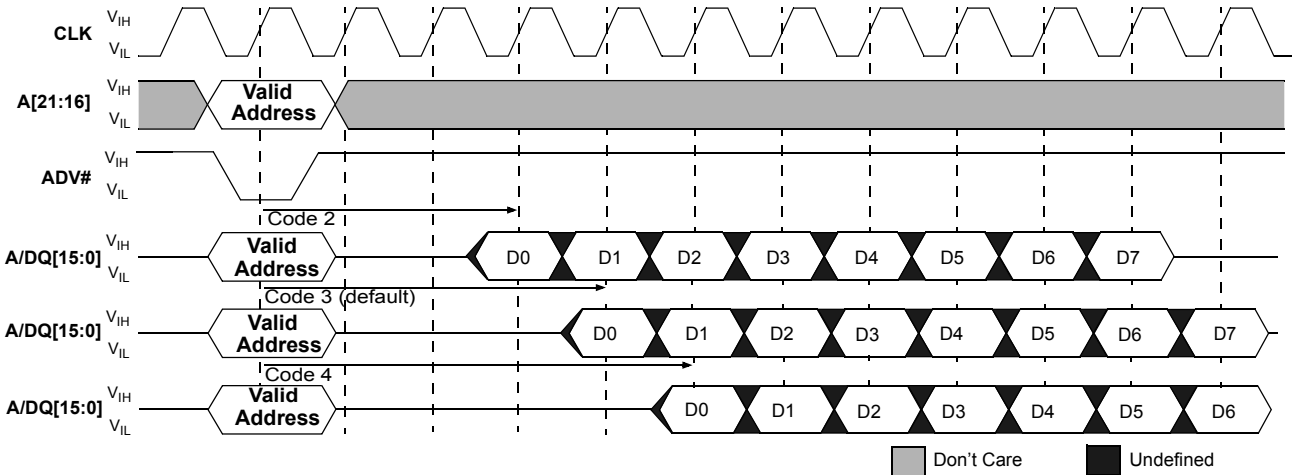 CLK
VIH
VIL
A[21:16]
VIH
VIL
Valid
Address
ADV#
VIH
VIL
Code 2
A/DQ[15:0]
VIH
VIL
Valid
Address
D0 D1 D2 D3 D4 D5 D6 D7
Code 3 (default)
A/DQ[15:0]
VIH
VIL
Valid
Address
D0 D1 D2 D3 D4 D5 D6 D7
Code 4
A/DQ[15:0]
VIH
VIL
Valid
Address
D0 D1 D2 D3 D4 D5 D6
Don't Care
Undefined